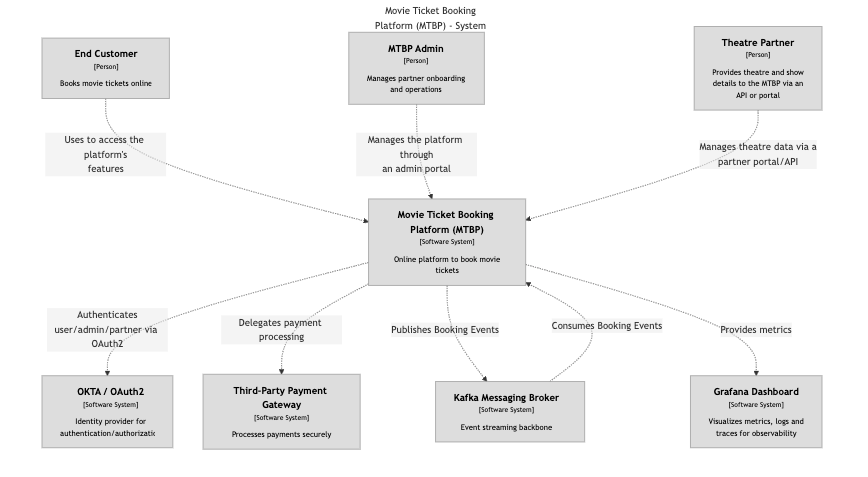 Movie Ticket Booking
Platform (MTBP) - System
End Customer
[Person]
Books movie tickets online
MTBP Admin
[Person]
Manages partner onboarding
and operations
Theatre Partner
[Person]
Provides theatre and show
details to the MTBP via an
API or portal
Uses to access the
platform's
features
Manages the platform
through
an admin portal
Manages theatre data via a
partner portal/API
Movie Ticket Booking
Platform (MTBP)
[Software System]
Online platform to book movie
tickets
Authenticates
user/admin/partner via
OAuth2
Delegates payment
processing
Publishes Booking Events
Consumes Booking Events
Provides metrics
OKTA / OAuth2
[Software System]
Identity provider for
authentication/authorizatic
Third-Party Payment
Gateway
[Software System]
Processes payments securely
Kafka Messaging Broker
[Software System]
Event streaming backbone
Grafana Dashboard
[Software System]
Visualizes metrics, logs and
traces for observability